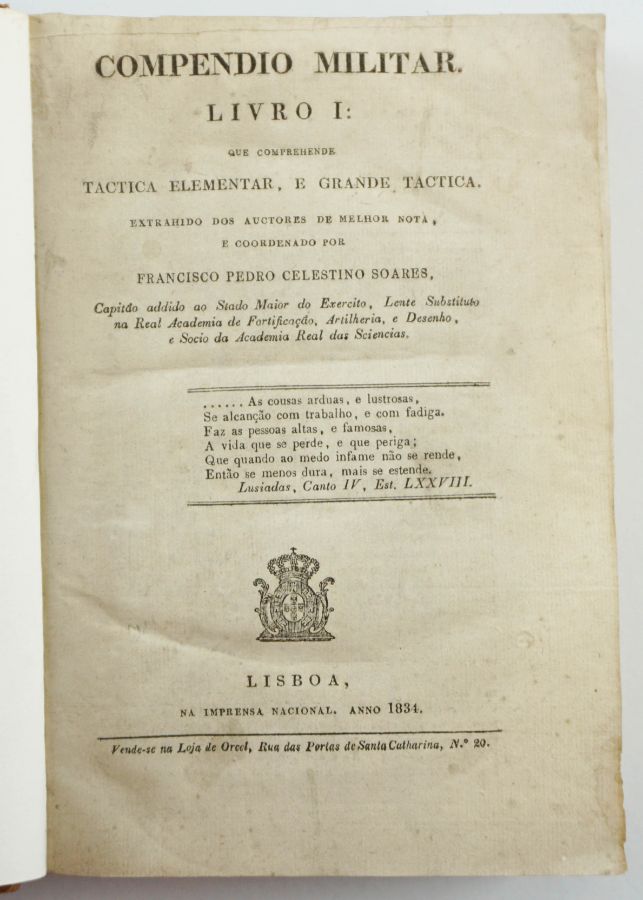 COMPENDIO MILITAR.
LIVRO I:
QUE COMPREHENDE
TACTICA ELEMENTAR, E GRANDE TACTICA.
EXTRAHIDO DOS AUCTORES DE MELHOR NOTA,
E COORDENADO POR
FRANCISCO PEDRO CELESTINO SOARES,
Capitão addido ao Stado Maior do Exercito, Lente Substituto
na Real Academia de Fortificação, Artilheria, e Desenho,
e Socio da Academia Real das Sciencias.
...... As cousas arduas, e lustrosas,
Se alcanção com trabalho, e com fadiga.
Faz as pessoas altas, e famosas,
A vida que se perde, e que periga;
Que quando ao medo infame não se rende,
Então se menos dura, mais se estende.
Lusiadas, Canto IV, Est. LXXVIII.
LISBOA,
NA IMPRENSA NACIONAL. ANNO 1834.
Vende-se na Loja de Orcel, Rua das Portas de Santa Catharina, N.º 20.